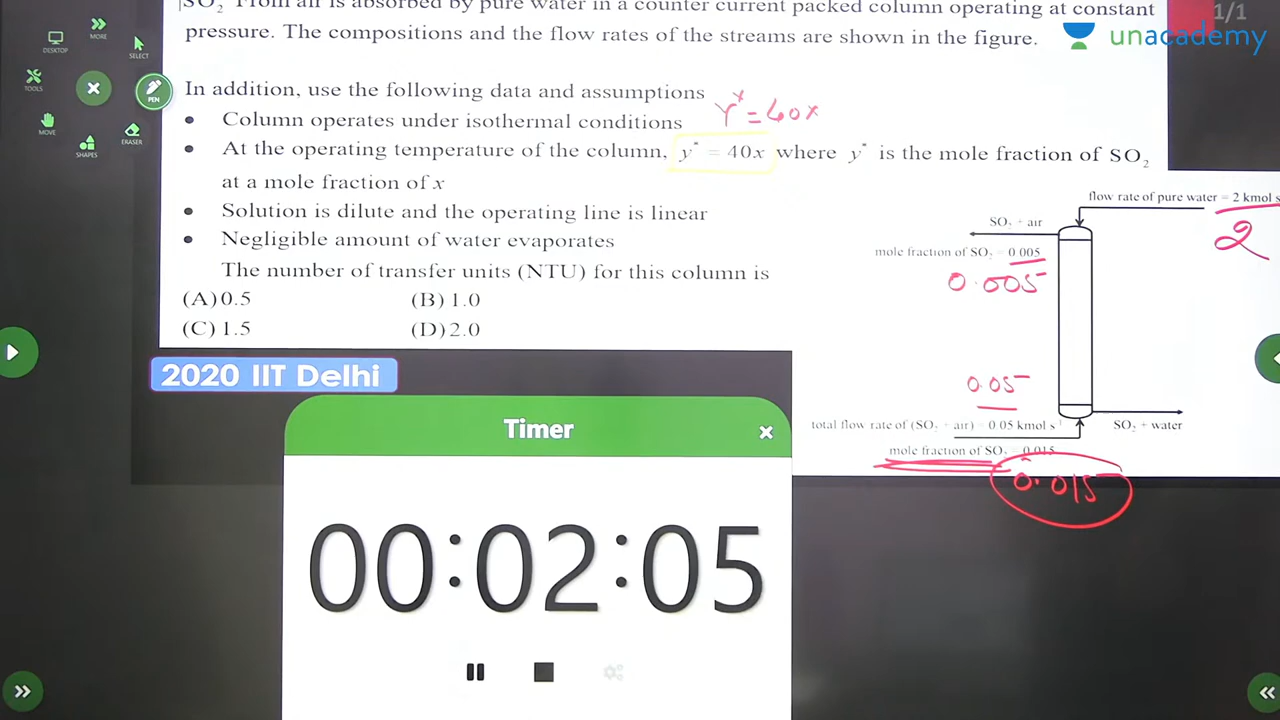 SO₂ From air is absorbed by pure water in a counter current packed column operating at constant
pressure. The compositions and the flow rates of the streams are shown in the figure.
1/1
unacademy
DESKTOP
MORE
SELECT
TOOLS
PEN
MOVE
SHAPES
ERASER
In addition, use the following data and assumptions
• Column operates under isothermal conditions
y* = 40x
• At the operating temperature of the column, y* = 40x where y* is the mole fraction of SO₂
at a mole fraction of x
• Solution is dilute and the operating line is linear
• Negligible amount of water evaporates
The number of transfer units (NTU) for this column is
(A) 0.5 (B) 1.0
(C) 1.5 (D) 2.0
flow rate of pure water = 2 kmol s
2
SO₂ + air
mole fraction of SO₂ = 0.005
0.005
0.05
total flow rate of (SO₂ + air) = 0.05 kmol s
SO₂ + water
mole fraction of SO 0.015
0.015
2020 IIT Delhi
Timer
×
00:02:05